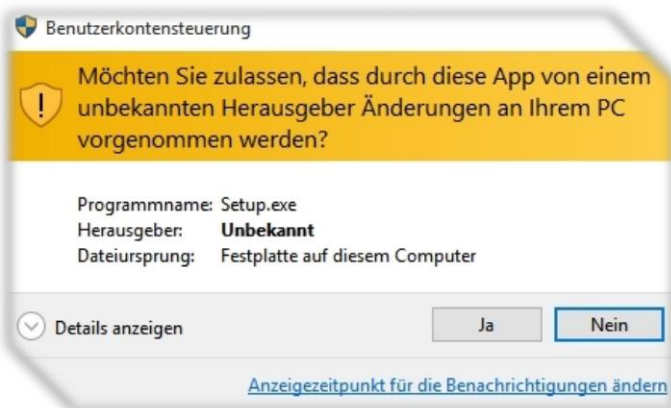 Benutzerkontensteuerung
Möchten Sie zulassen, dass durch diese App von einem
unbekannten Herausgeber Änderungen an Ihrem PC
vorgenommen werden?
Programmname: Setup.exe
Herausgeber: Unbekannt
Dateiursprung: Festplatte auf diesem Computer
Details anzeigen
Ja
Nein
Anzeigezeitpunkt für die Benachrichtigungen ändern